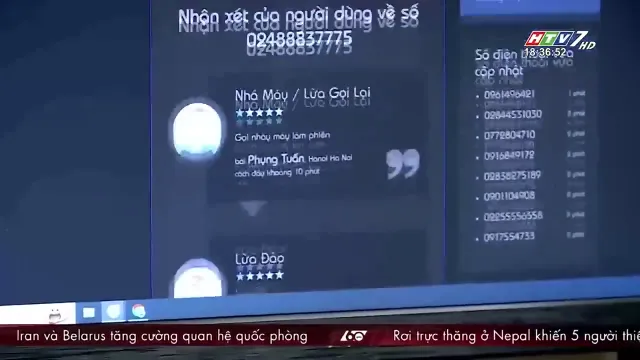 Nhận xét của người dùng về số
02488837775
HTV7 HD
18:36:52
Nhá Máy / Lừa Gọi Lại
★★★★★
Gọi nháy máy làm phiền
bởi Phụng Tuấn, Hanoi Ha Noi
cách đây khoảng 10 phút
Lừa Đảo
★★★★★
Số điện thoại vừa
cập nhật
0961496421
02844531030
0772804710
0916849172
02838275189
0901104908
02255556558
0917554733
Iran và Belarus tăng cường quan hệ quốc phòng
60
Rơi trực thăng ở Nepal khiến 5 người